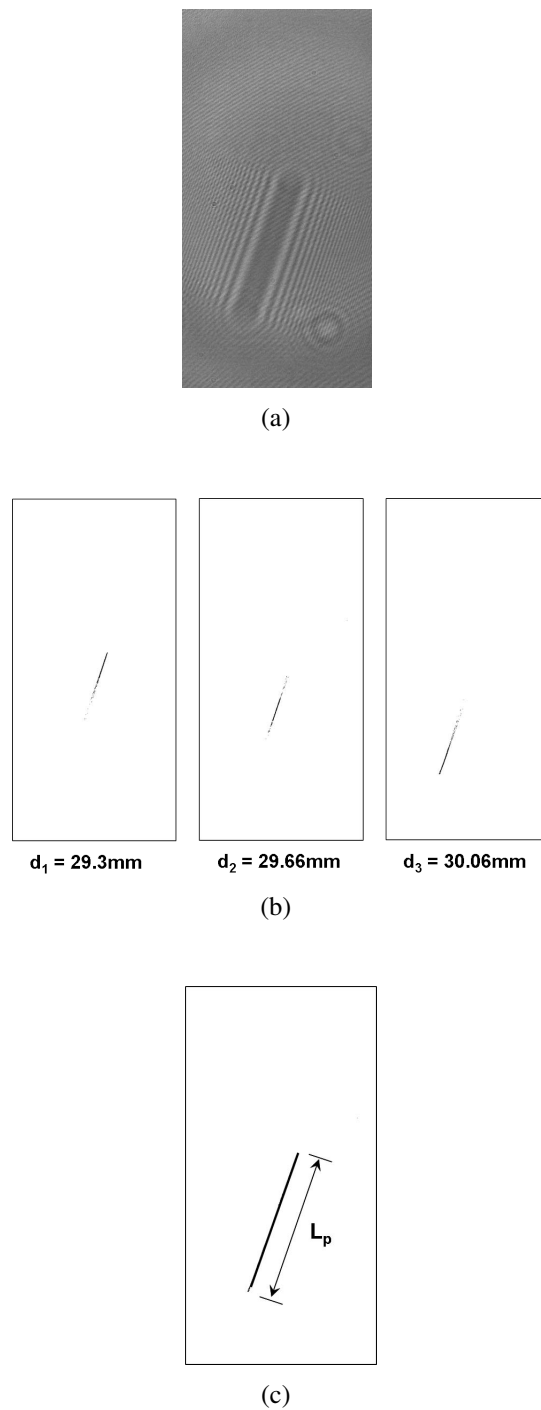 (a)
d₁ = 29.3mm d₂ = 29.66mm d₃ = 30.06mm
(b)
Lₚ
(c)